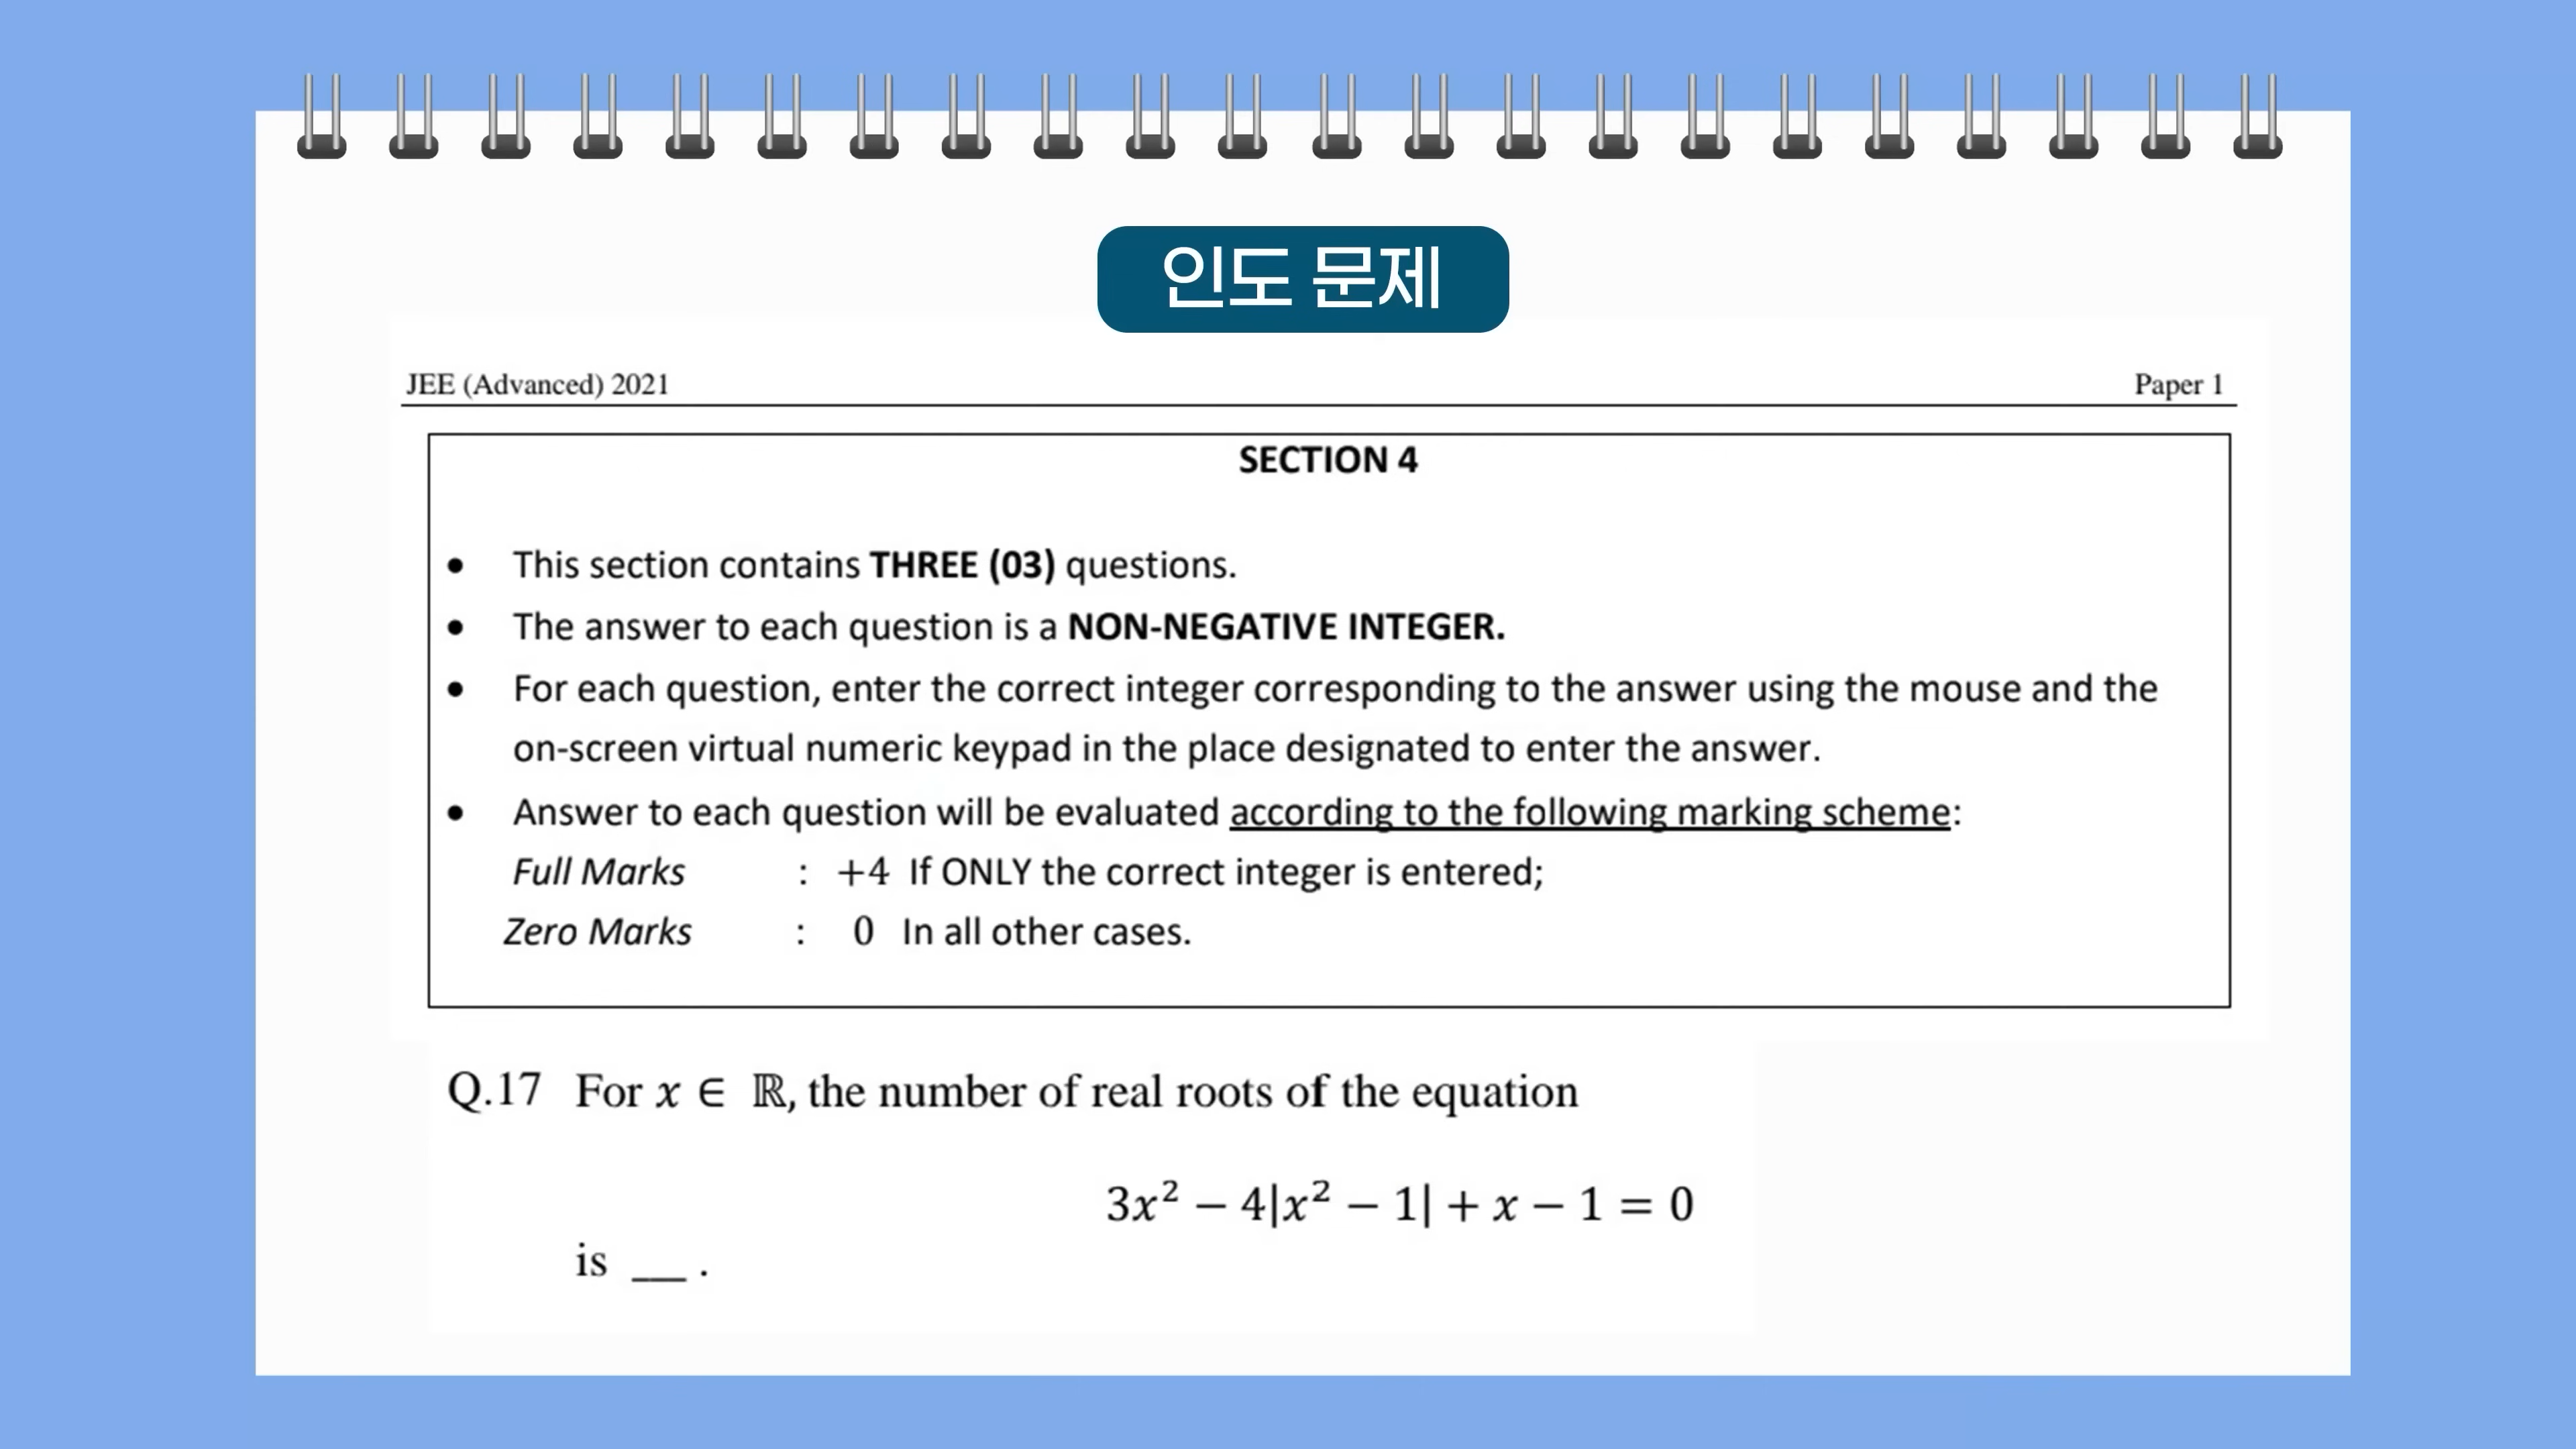 인도 문제
JEE (Advanced) 2021 Paper 1
SECTION 4
• This section contains THREE (03) questions.
• The answer to each question is a NON-NEGATIVE INTEGER.
• For each question, enter the correct integer corresponding to the answer using the mouse and the
on-screen virtual numeric keypad in the place designated to enter the answer.
• Answer to each question will be evaluated according to the following marking scheme:
Full Marks : +4 If ONLY the correct integer is entered;
Zero Marks : 0 In all other cases.
Q.17 For x ∈ ℝ, the number of real roots of the equation
3x² − 4|x² − 1| + x − 1 = 0
is __ .